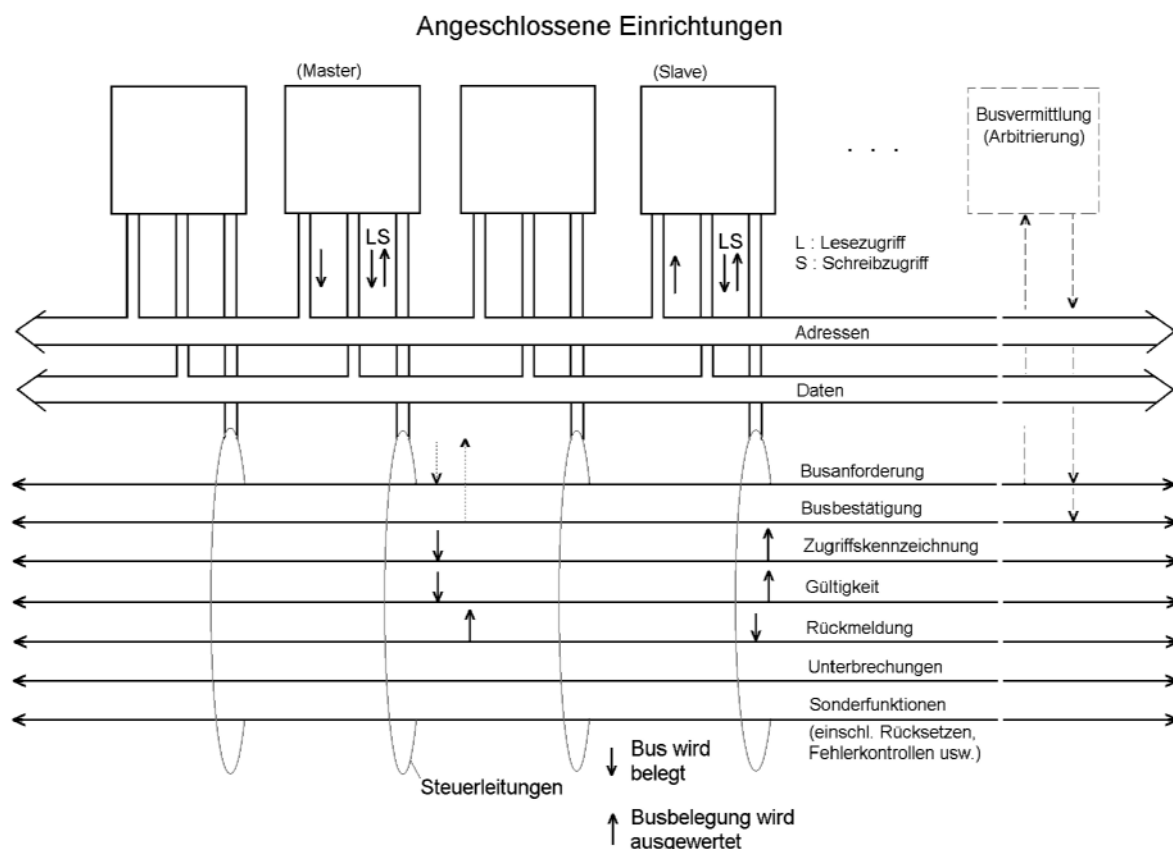 Angeschlossene Einrichtungen
(Master)
(Slave)
Busvermittlung
(Arbitrierung)
. . .
LS
LS
L : Lesezugriff
S : Schreibzugriff
Adressen
Daten
Busanforderung
Busbestätigung
Zugriffskennzeichnung
Gültigkeit
Rückmeldung
Unterbrechungen
Sonderfunktionen
(einschl. Rücksetzen,
Fehlerkontrollen usw.)
Steuerleitungen
Bus wird
belegt
Busbelegung wird
ausgewertet